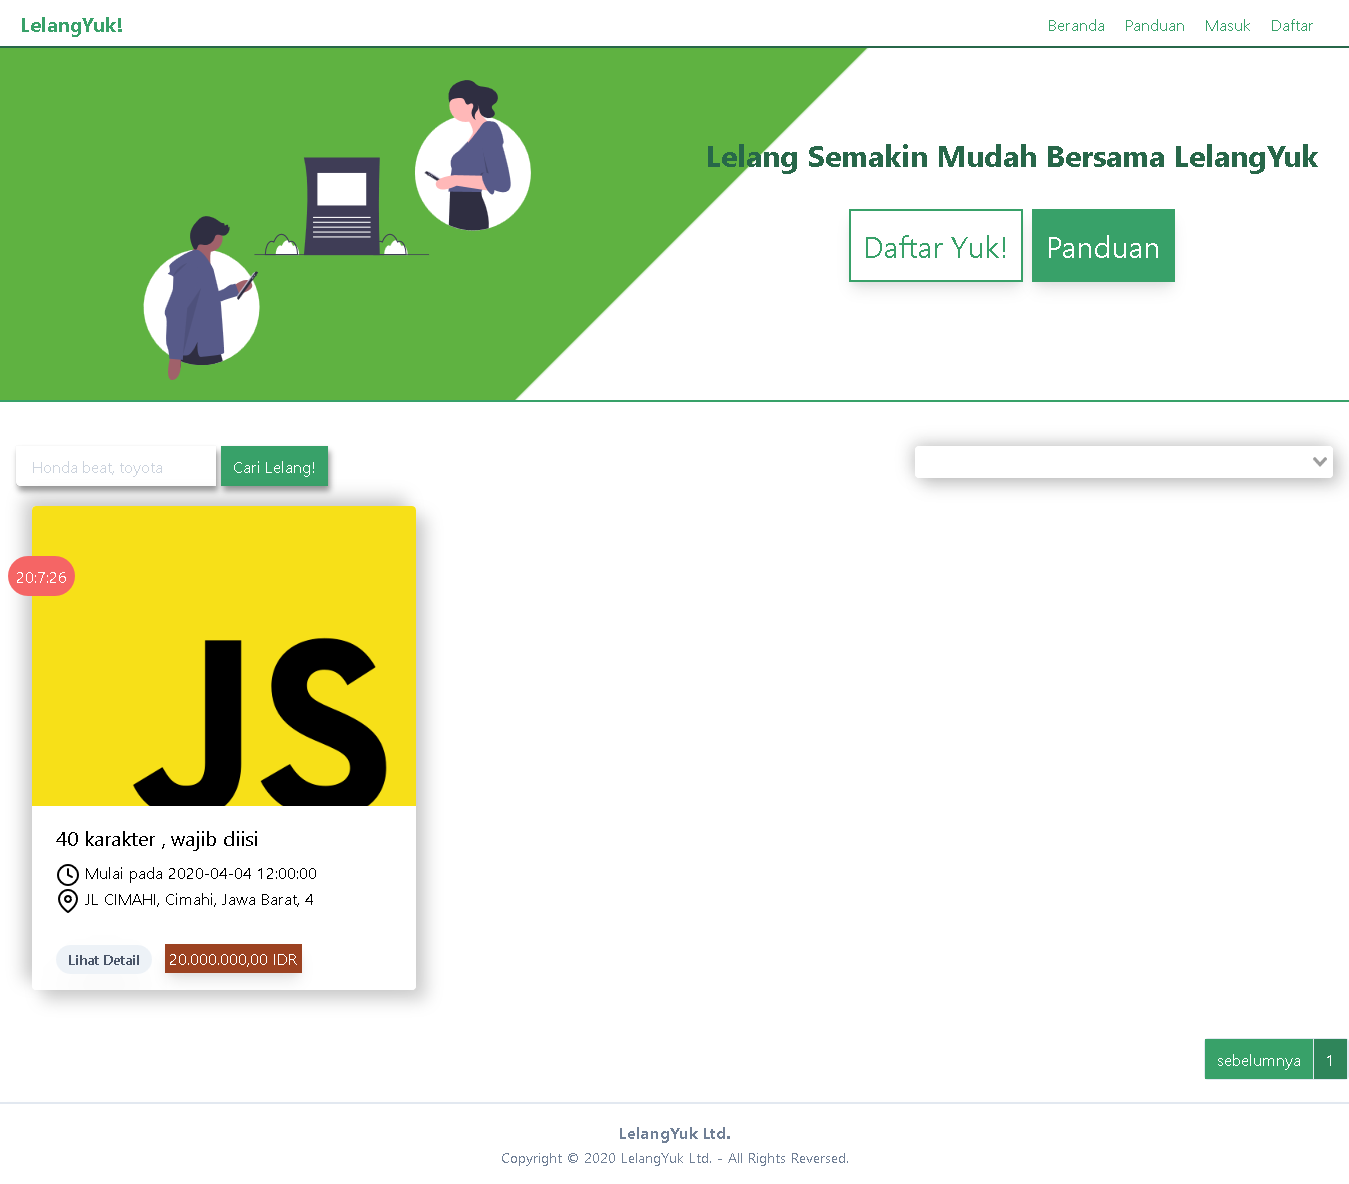 LelangYuk!
Beranda Panduan Masuk Daftar
Lelang Semakin Mudah Bersama LelangYuk
Daftar Yuk! Panduan
Honda beat, toyota Cari Lelang!
20:7:26
JS
40 karakter , wajib diisi
Mulai pada 2020-04-04 12:00:00
JL CIMAHI, Cimahi, Jawa Barat, 4
Lihat Detail 20.000.000,00 IDR
sebelumnya 1
LelangYuk Ltd.
Copyright © 2020 LelangYuk Ltd. - All Rights Reversed.